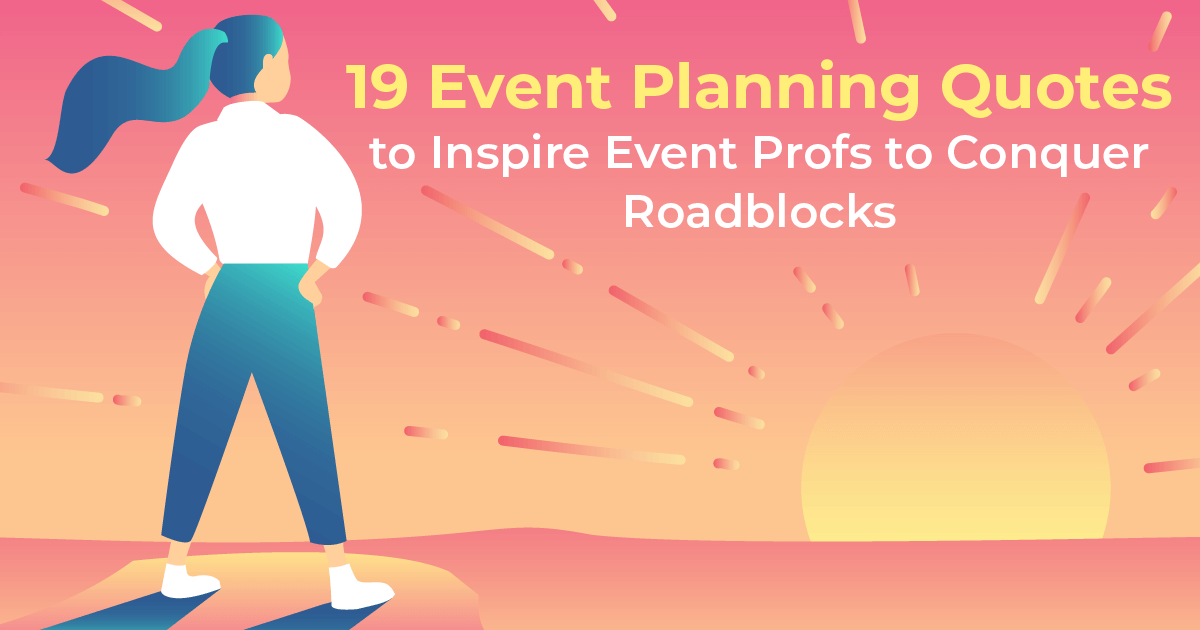 19 Event Planning Quotes
to Inspire Event Profs to Conquer
Roadblocks